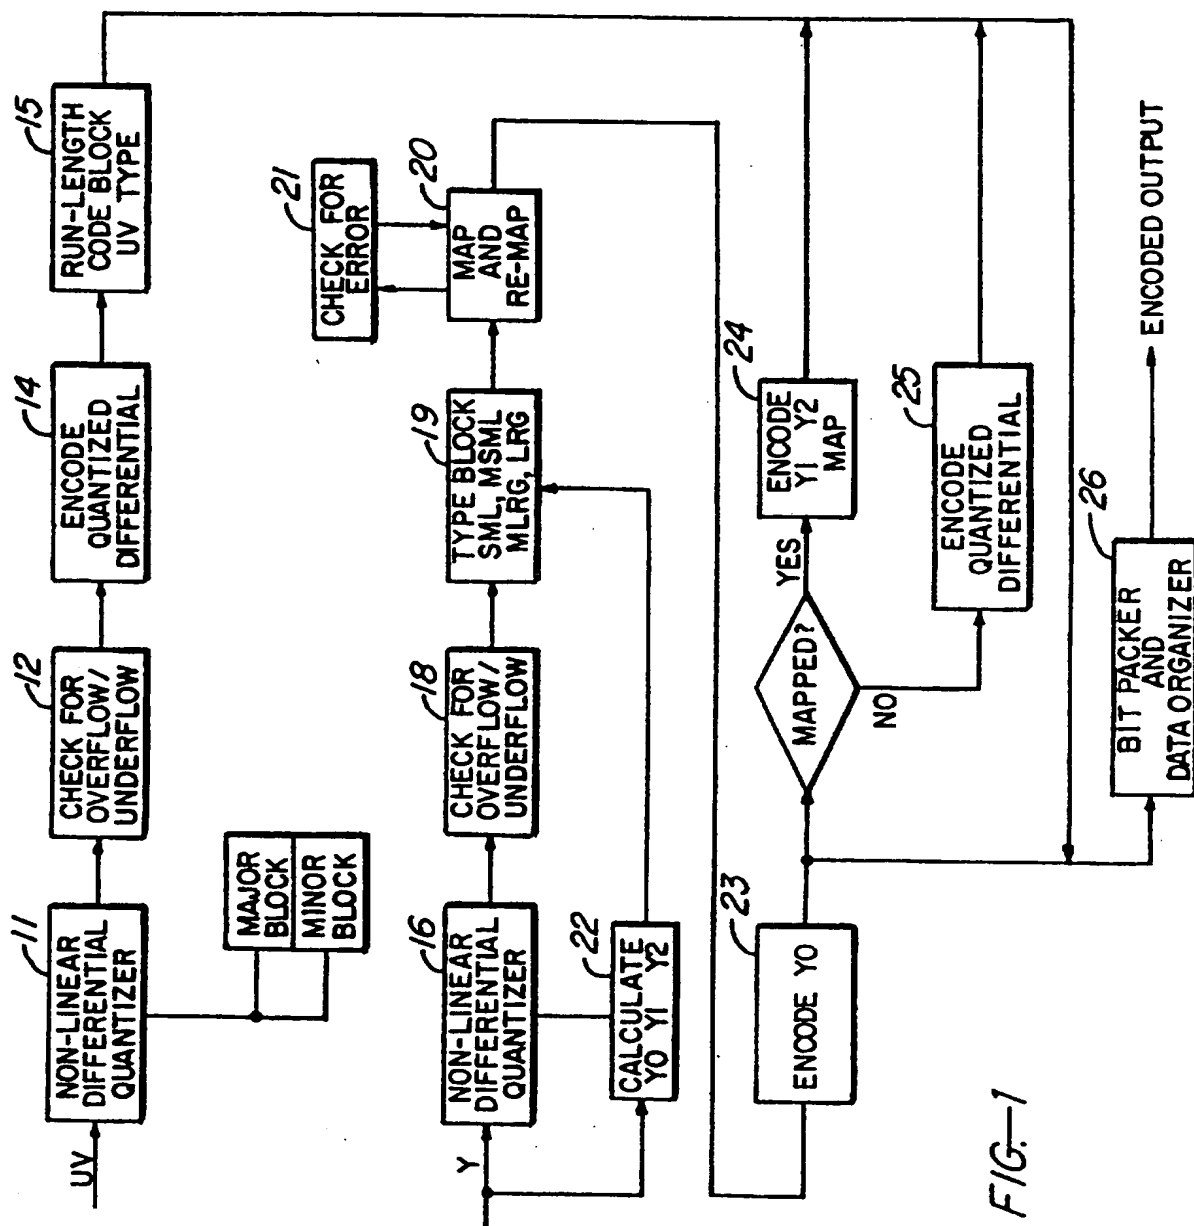 UV
11
NON-LINEAR
DIFFERENTIAL
QUANTIZER
12
CHECK FOR
OVERFLOW/
UNDERFLOW
14
ENCODE
QUANTIZED
DIFFERENTIAL
15
RUN-LENGTH
CODE BLOCK
UV TYPE
MAJOR
BLOCK
MINOR
BLOCK
Y
16
NON-LINEAR
DIFFERENTIAL
QUANTIZER
18
CHECK FOR
OVERFLOW/
UNDERFLOW
19
TYPE BLOCK
SML, MSML
MLRG, LRG
20
MAP
AND
RE-MAP
21
CHECK FOR
ERROR
22
CALCULATE
Y0 Y1 Y2
23
ENCODE Y0
MAPPED?
YES
NO
24
ENCODE
Y1 Y2
MAP
25
ENCODE
QUANTIZED
DIFFERENTIAL
26
BIT PACKER
AND
DATA ORGANIZER
ENCODED OUTPUT
FIG.-1